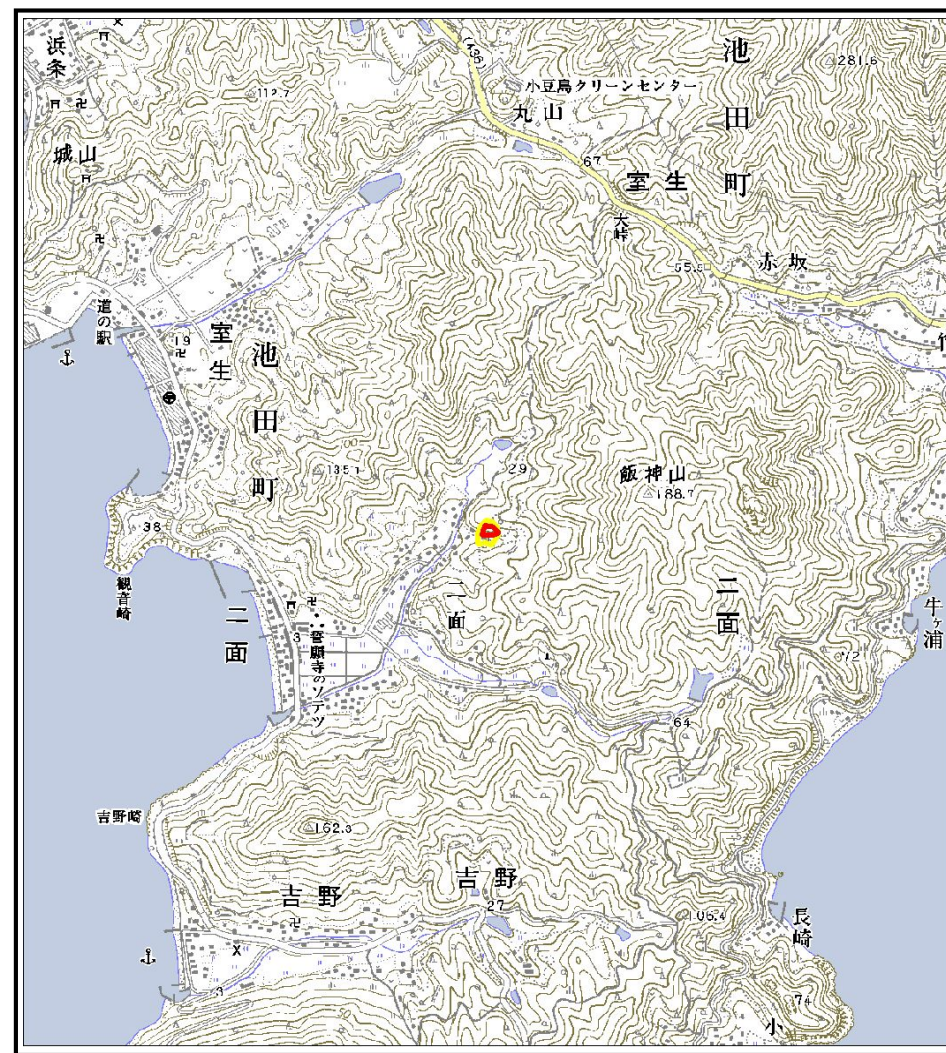 浜条
(436)
小豆島クリーンセンター
丸山
池田町
281.6
112.7
城山
67
室生
大峠
赤坂
55.5
道の駅
19
室生
池田町
135.1
29
飯神山
188.7
38
観音崎
二面
二面
二面
牛ヶ浦
3
誓願寺のソテツ
72
64
吉野崎
162.3
吉野
吉野
27
106.4
長崎
3
74
小